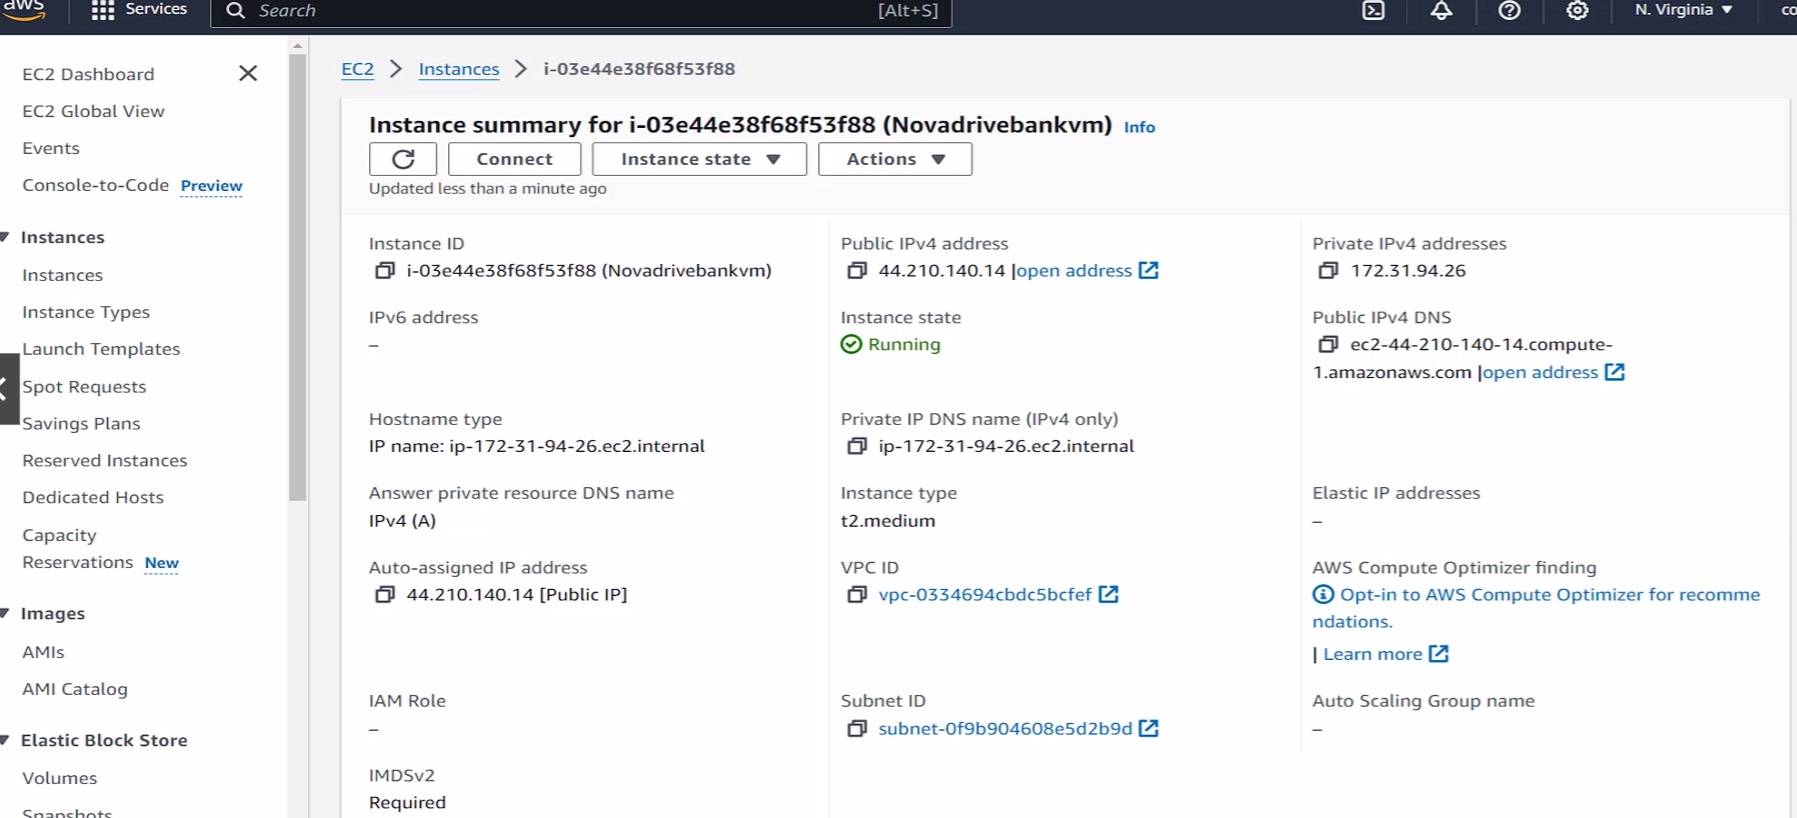 aws
Services
Search
[Alt+S]
N. Virginia
EC2 Dashboard
EC2 Global View
Events
Console-to-Code Preview
Instances
Instances
Instance Types
Launch Templates
Spot Requests
Savings Plans
Reserved Instances
Dedicated Hosts
Capacity
Reservations New
Images
AMIs
AMI Catalog
Elastic Block Store
Volumes
Snapshots
EC2 > Instances > i-03e44e38f68f53f88
Instance summary for i-03e44e38f68f53f88 (Novadrivebankvm) Info
Connect
Instance state
Actions
Updated less than a minute ago
Instance ID
i-03e44e38f68f53f88 (Novadrivebankvm)
Public IPv4 address
44.210.140.14 |open address
Private IPv4 addresses
172.31.94.26
IPv6 address
–
Instance state
Running
Public IPv4 DNS
ec2-44-210-140-14.compute-
1.amazonaws.com |open address
Hostname type
IP name: ip-172-31-94-26.ec2.internal
Private IP DNS name (IPv4 only)
ip-172-31-94-26.ec2.internal
Answer private resource DNS name
IPv4 (A)
Instance type
t2.medium
Elastic IP addresses
–
Auto-assigned IP address
44.210.140.14 [Public IP]
VPC ID
vpc-0334694cbdc5bcfef
AWS Compute Optimizer finding
Opt-in to AWS Compute Optimizer for recomme
ndations.
| Learn more
IAM Role
–
Subnet ID
subnet-0f9b904608e5d2b9d
Auto Scaling Group name
–
IMDSv2
Required